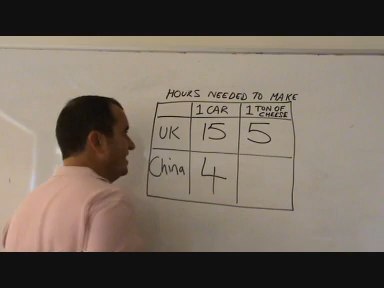 HOURS NEEDED TO MAKE
1 CAR 1 TON OF CHEESE
UK 15 5
China 4